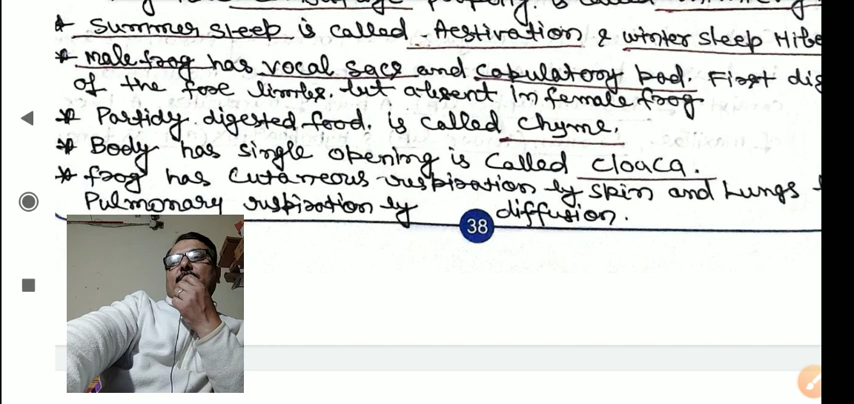 * Summer sleep is called Aestivation & winter sleep Hibe
* Male frog has vocal sacs and copulatory pad. First dig
of the fore limbs. but absent in female frog
* Partidy digested food. is called chyme.
* Body has single opening is called cloaca.
* frog has cutaneous respiration by skin and Lungs
Pulmonary respiration by diffusion.
38